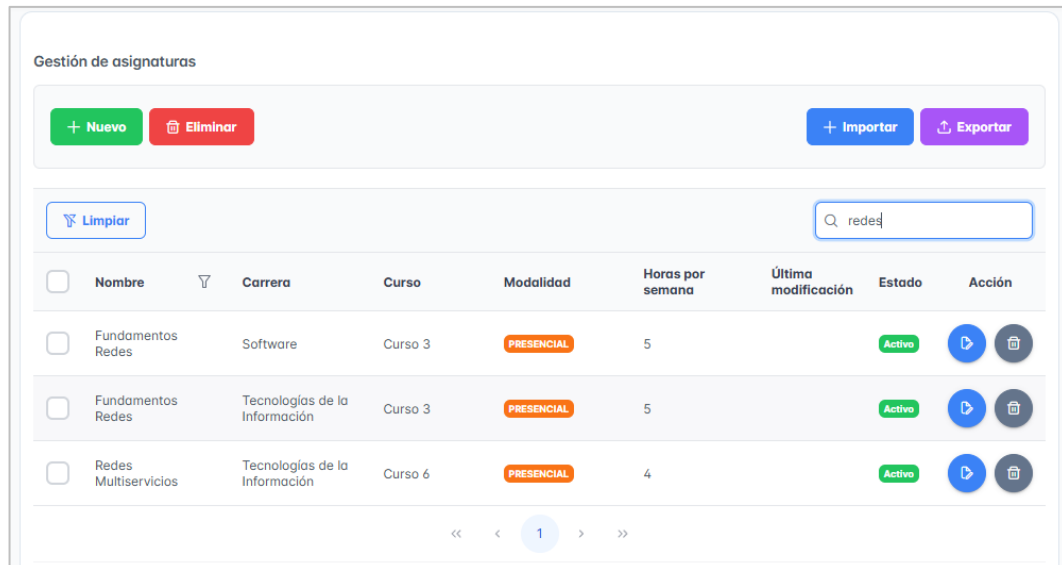 Gestión de asignaturas
+ Nuevo Eliminar + Importar Exportar
Limpiar redes
Nombre Carrera Curso Modalidad Horas por semana Última modificación Estado Acción
Fundamentos Redes Software Curso 3 PRESENCIAL 5 Activo
Fundamentos Redes Tecnologías de la Información Curso 3 PRESENCIAL 5 Activo
Redes Multiservicios Tecnologías de la Información Curso 6 PRESENCIAL 4 Activo
<< < 1 > >>